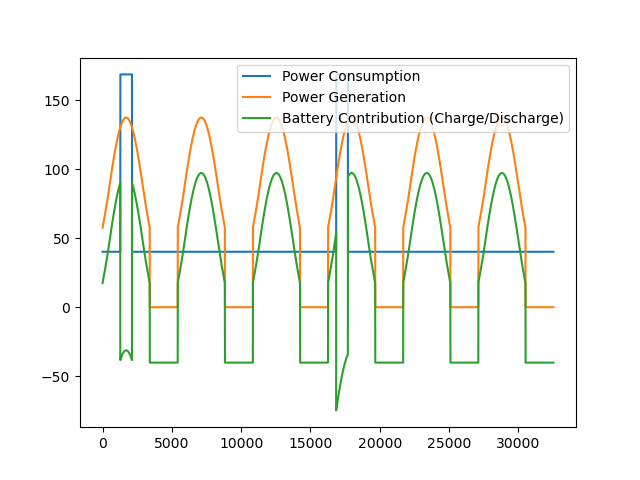 Power Consumption
Power Generation
Battery Contribution (Charge/Discharge)
150
100
50
0
−50
0 5000 10000 15000 20000 25000 30000